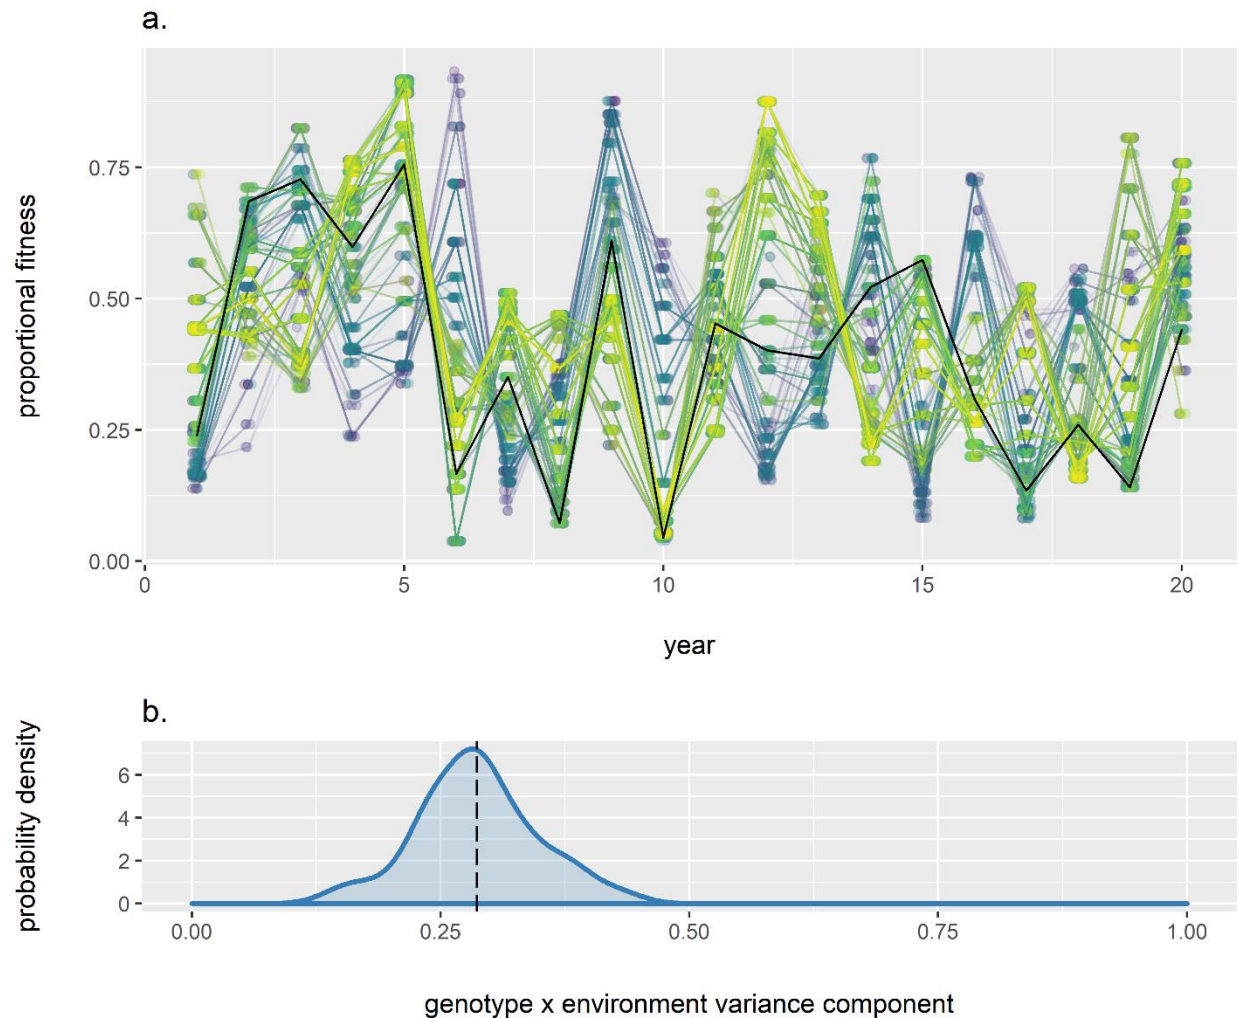 a.
proportional fitness
0.75
0.50
0.25
0.00
0 5 10 15 20
year
b.
probability density
6
4
2
0
0.00 0.25 0.50 0.75 1.00
genotype x environment variance component